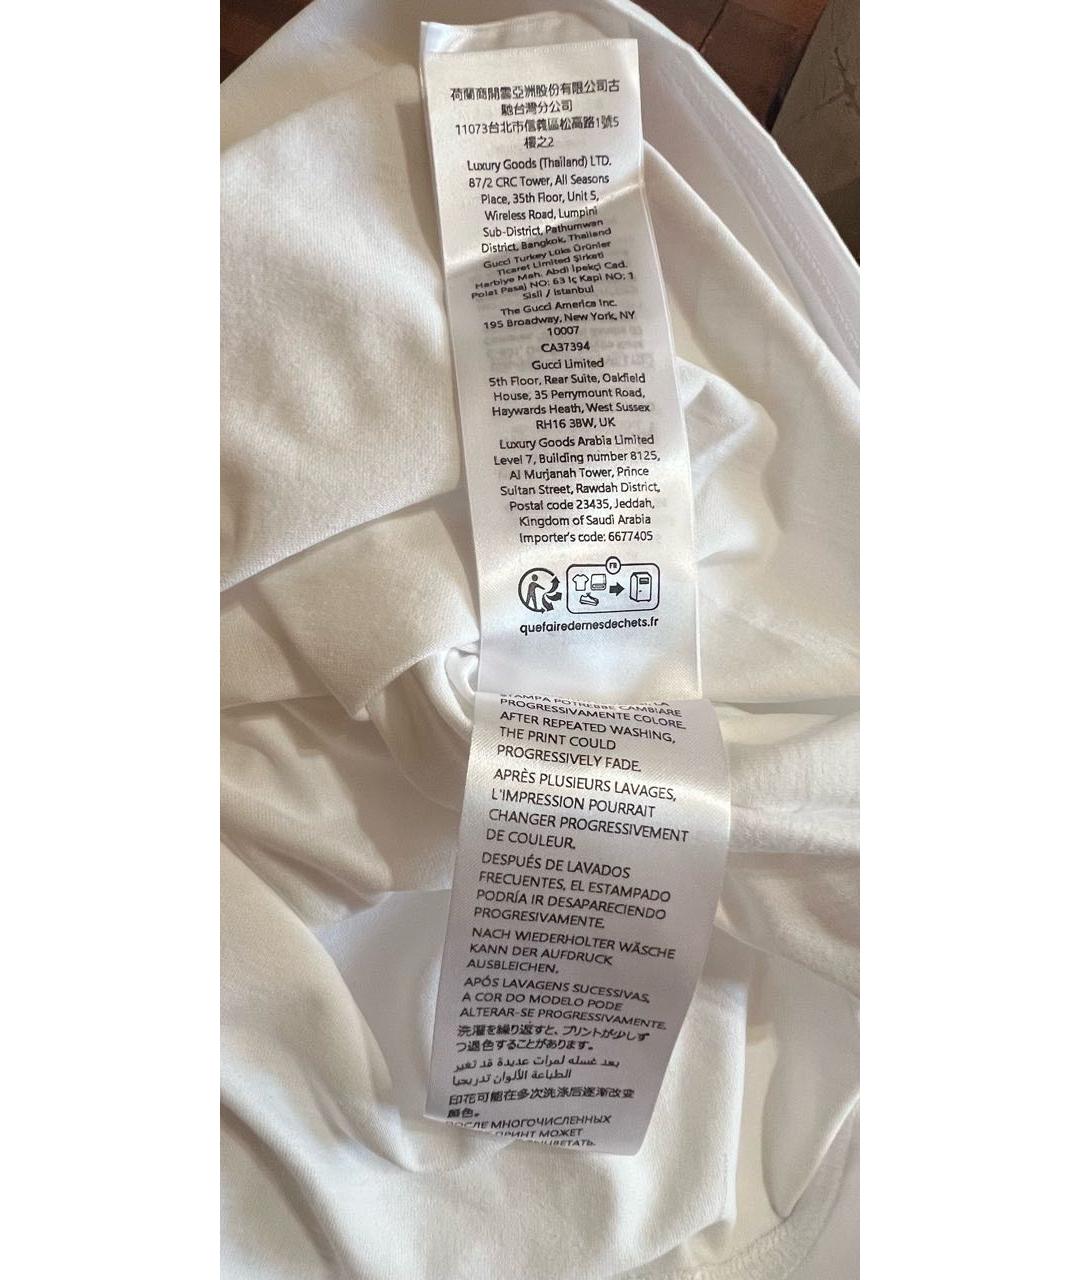 荷蘭商開雲亞洲股份有限公司古
馳台灣分公司
11073台北市信義區松高路1號5
樓之2
Luxury Goods (Thailand) LTD.
87/2 CRC Tower, All Seasons
Place, 35th Floor, Unit 5,
Wireless Road, Lumpini
Sub-District, Pathumwan
District, Bangkok, Thailand
Gucci Turkey Lüks Ürünler
Ticaret Limited Şirketi
Harbiye Mah. Abdi İpekçi Cad.
Polat Pasaj NO: 63 İç Kapi NO: 1
Sisli / Istanbul
The Gucci America Inc.
195 Broadway, New York, NY
10007
CA37394
Gucci Limited
5th Floor, Rear Suite, Oakfield
House, 35 Perrymount Road,
Haywards Heath, West Sussex
RH16 3BW, UK
Luxury Goods Arabia Limited
Level 7, Building number 8125,
Al Murjanah Tower, Prince
Sultan Street, Rawdah District,
Postal code 23435, Jeddah,
Kingdom of Saudi Arabia
Importer's code: 6677405
FR
quefairedemesdechets.fr
STAMPA POTREBBE CAMBIARE
PROGRESSIVAMENTE COLORE.
AFTER REPEATED WASHING,
THE PRINT COULD
PROGRESSIVELY FADE.
APRÈS PLUSIEURS LAVAGES,
L'IMPRESSION POURRAIT
CHANGER PROGRESSIVEMENT
DE COULEUR.
DESPUÉS DE LAVADOS
FRECUENTES, EL ESTAMPADO
PODRÍA IR DESAPARECIENDO
PROGRESIVAMENTE.
NACH WIEDERHOLTER WÄSCHE
KANN DER AUFDRUCK
AUSBLEICHEN.
APÓS LAVAGENS SUCESSIVAS,
A COR DO MODELO PODE
ALTERAR-SE PROGRESSIVAMENTE.
洗濯を繰り返すと、プリントが少しず
つ退色することがあります。
بعد غسله لمرات عديدة قد تغير
الطباعة الألوان تدريجيا
印花可能在多次洗涤后逐渐改变
颜色。
ПОСЛЕ МНОГОЧИСЛЕННЫХ
ПРИНТ МОЖЕТ